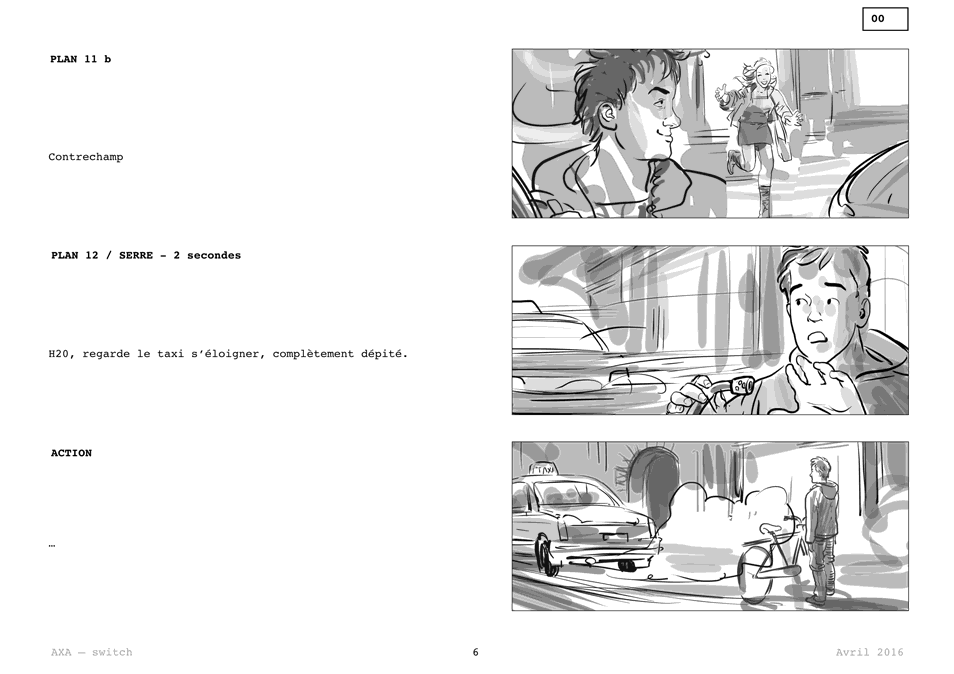 00
PLAN 11 b
Contrechamp
PLAN 12 / SERRE – 2 secondes
H20, regarde le taxi s’éloigner, complètement dépité.
ACTION
TAXI
…
AXA – switch
6
Avril 2016